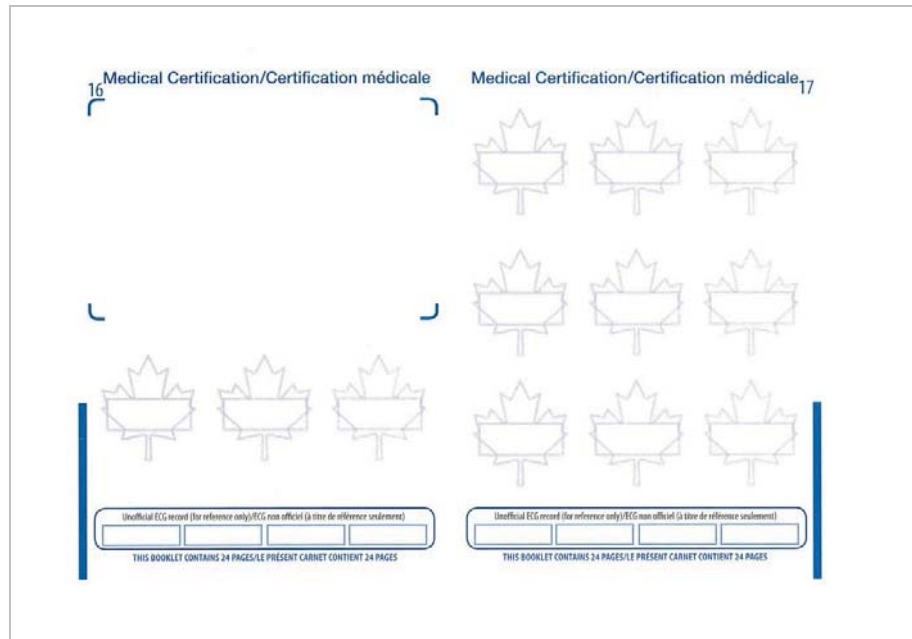 16
Medical Certification/Certification médicale
Unofficial ECG record (for reference only)/ECG non officiel (à titre de référence seulement)
THIS BOOKLET CONTAINS 24 PAGES/LE PRÉSENT CARNET CONTIENT 24 PAGES
Medical Certification/Certification médicale
17
Unofficial ECG record (for reference only)/ECG non officiel (à titre de référence seulement)
THIS BOOKLET CONTAINS 24 PAGES/LE PRÉSENT CARNET CONTIENT 24 PAGES